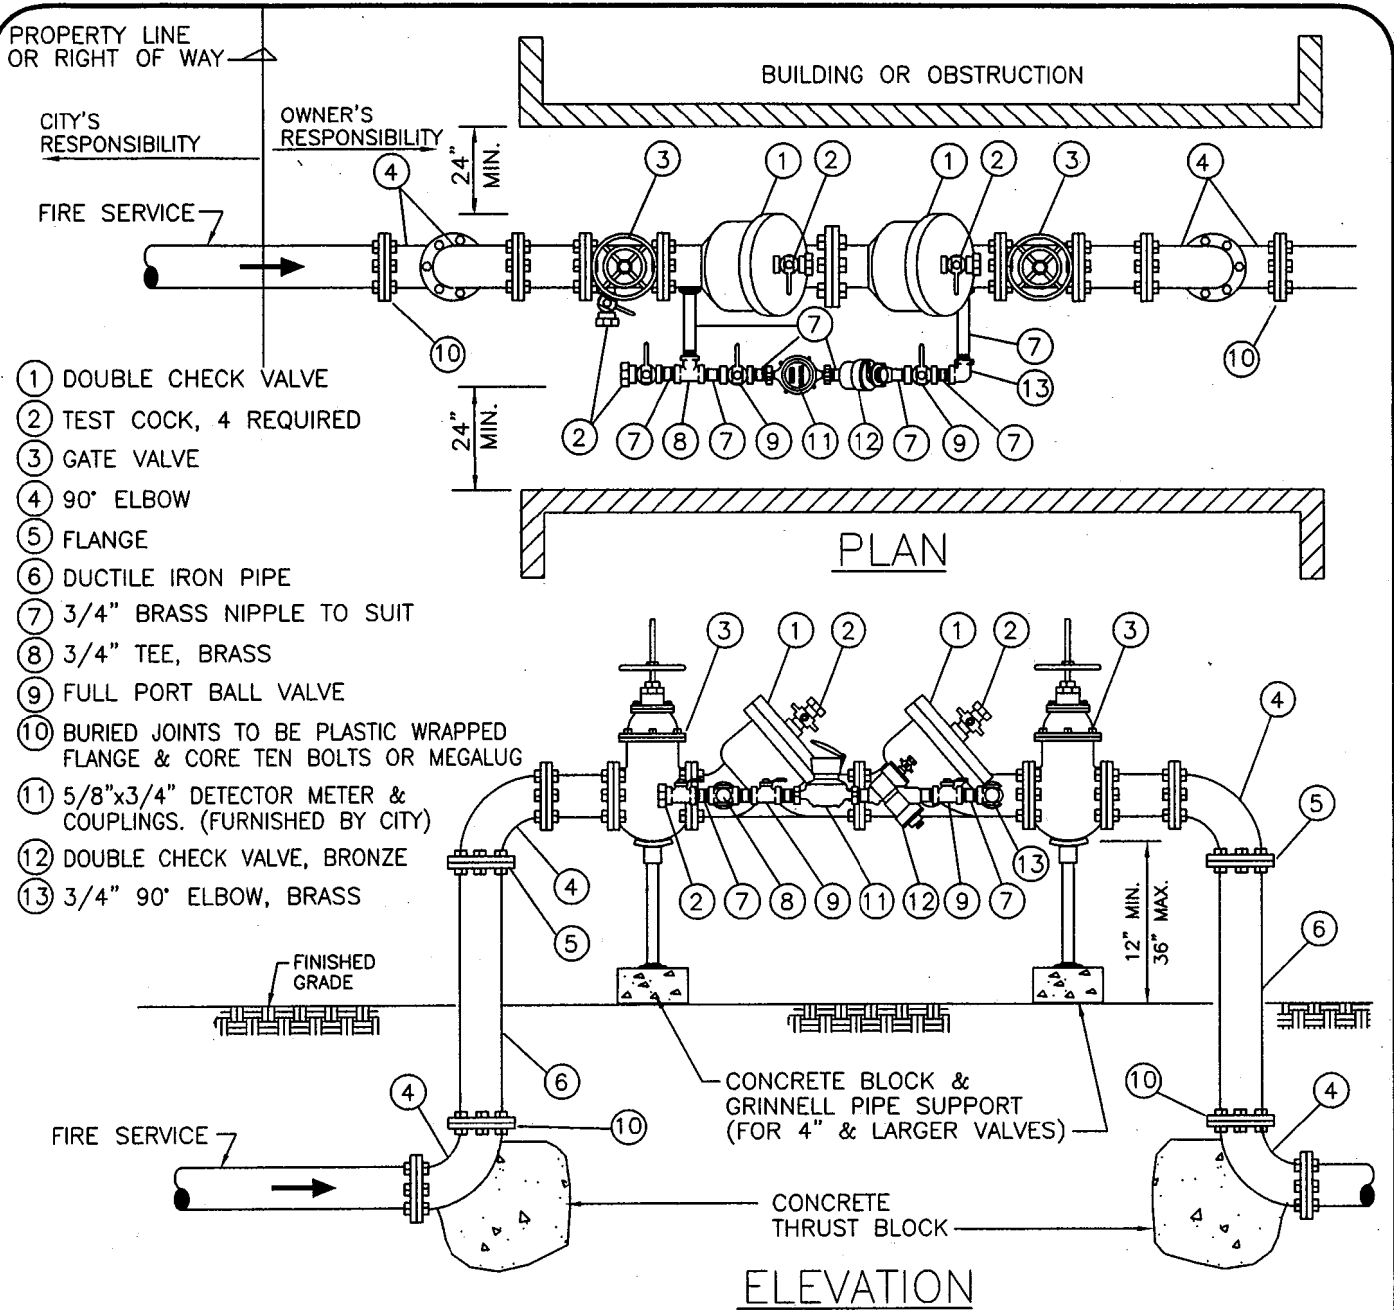 PROPERTY LINE
OR RIGHT OF WAY
BUILDING OR OBSTRUCTION
CITY'S
RESPONSIBILITY
OWNER'S
RESPONSIBILITY
24"
MIN.
3
1
2
1
2
3
4
4
FIRE SERVICE
10
7
7
13
10
24"
MIN.
2
7
8
7
9
11
12
7
9
7
1 DOUBLE CHECK VALVE
2 TEST COCK, 4 REQUIRED
3 GATE VALVE
4 90° ELBOW
5 FLANGE
6 DUCTILE IRON PIPE
7 3/4" BRASS NIPPLE TO SUIT
8 3/4" TEE, BRASS
9 FULL PORT BALL VALVE
10 BURIED JOINTS TO BE PLASTIC WRAPPED
FLANGE & CORE TEN BOLTS OR MEGALUG
11 5/8"x3/4" DETECTOR METER &
COUPLINGS. (FURNISHED BY CITY)
12 DOUBLE CHECK VALVE, BRONZE
13 3/4" 90° ELBOW, BRASS
PLAN
3
1
2
1
2
3
4
5
4
5
2
7
8
9
11
12
9
7
13
12" MIN.
36" MAX.
6
FINISHED
GRADE
6
4
10
CONCRETE BLOCK &
GRINNELL PIPE SUPPORT
(FOR 4" & LARGER VALVES)
10
4
FIRE SERVICE
CONCRETE
THRUST BLOCK
ELEVATION